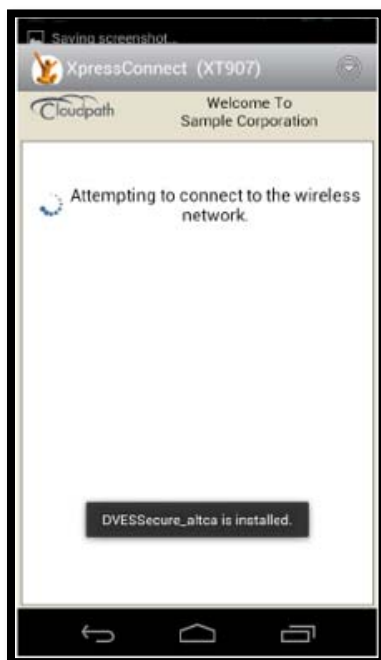 Saving screenshot...
XpressConnect (XT907)
Cloudpath
Welcome To
Sample Corporation
Attempting to connect to the wireless
network.
DVESSecure_altca is installed.